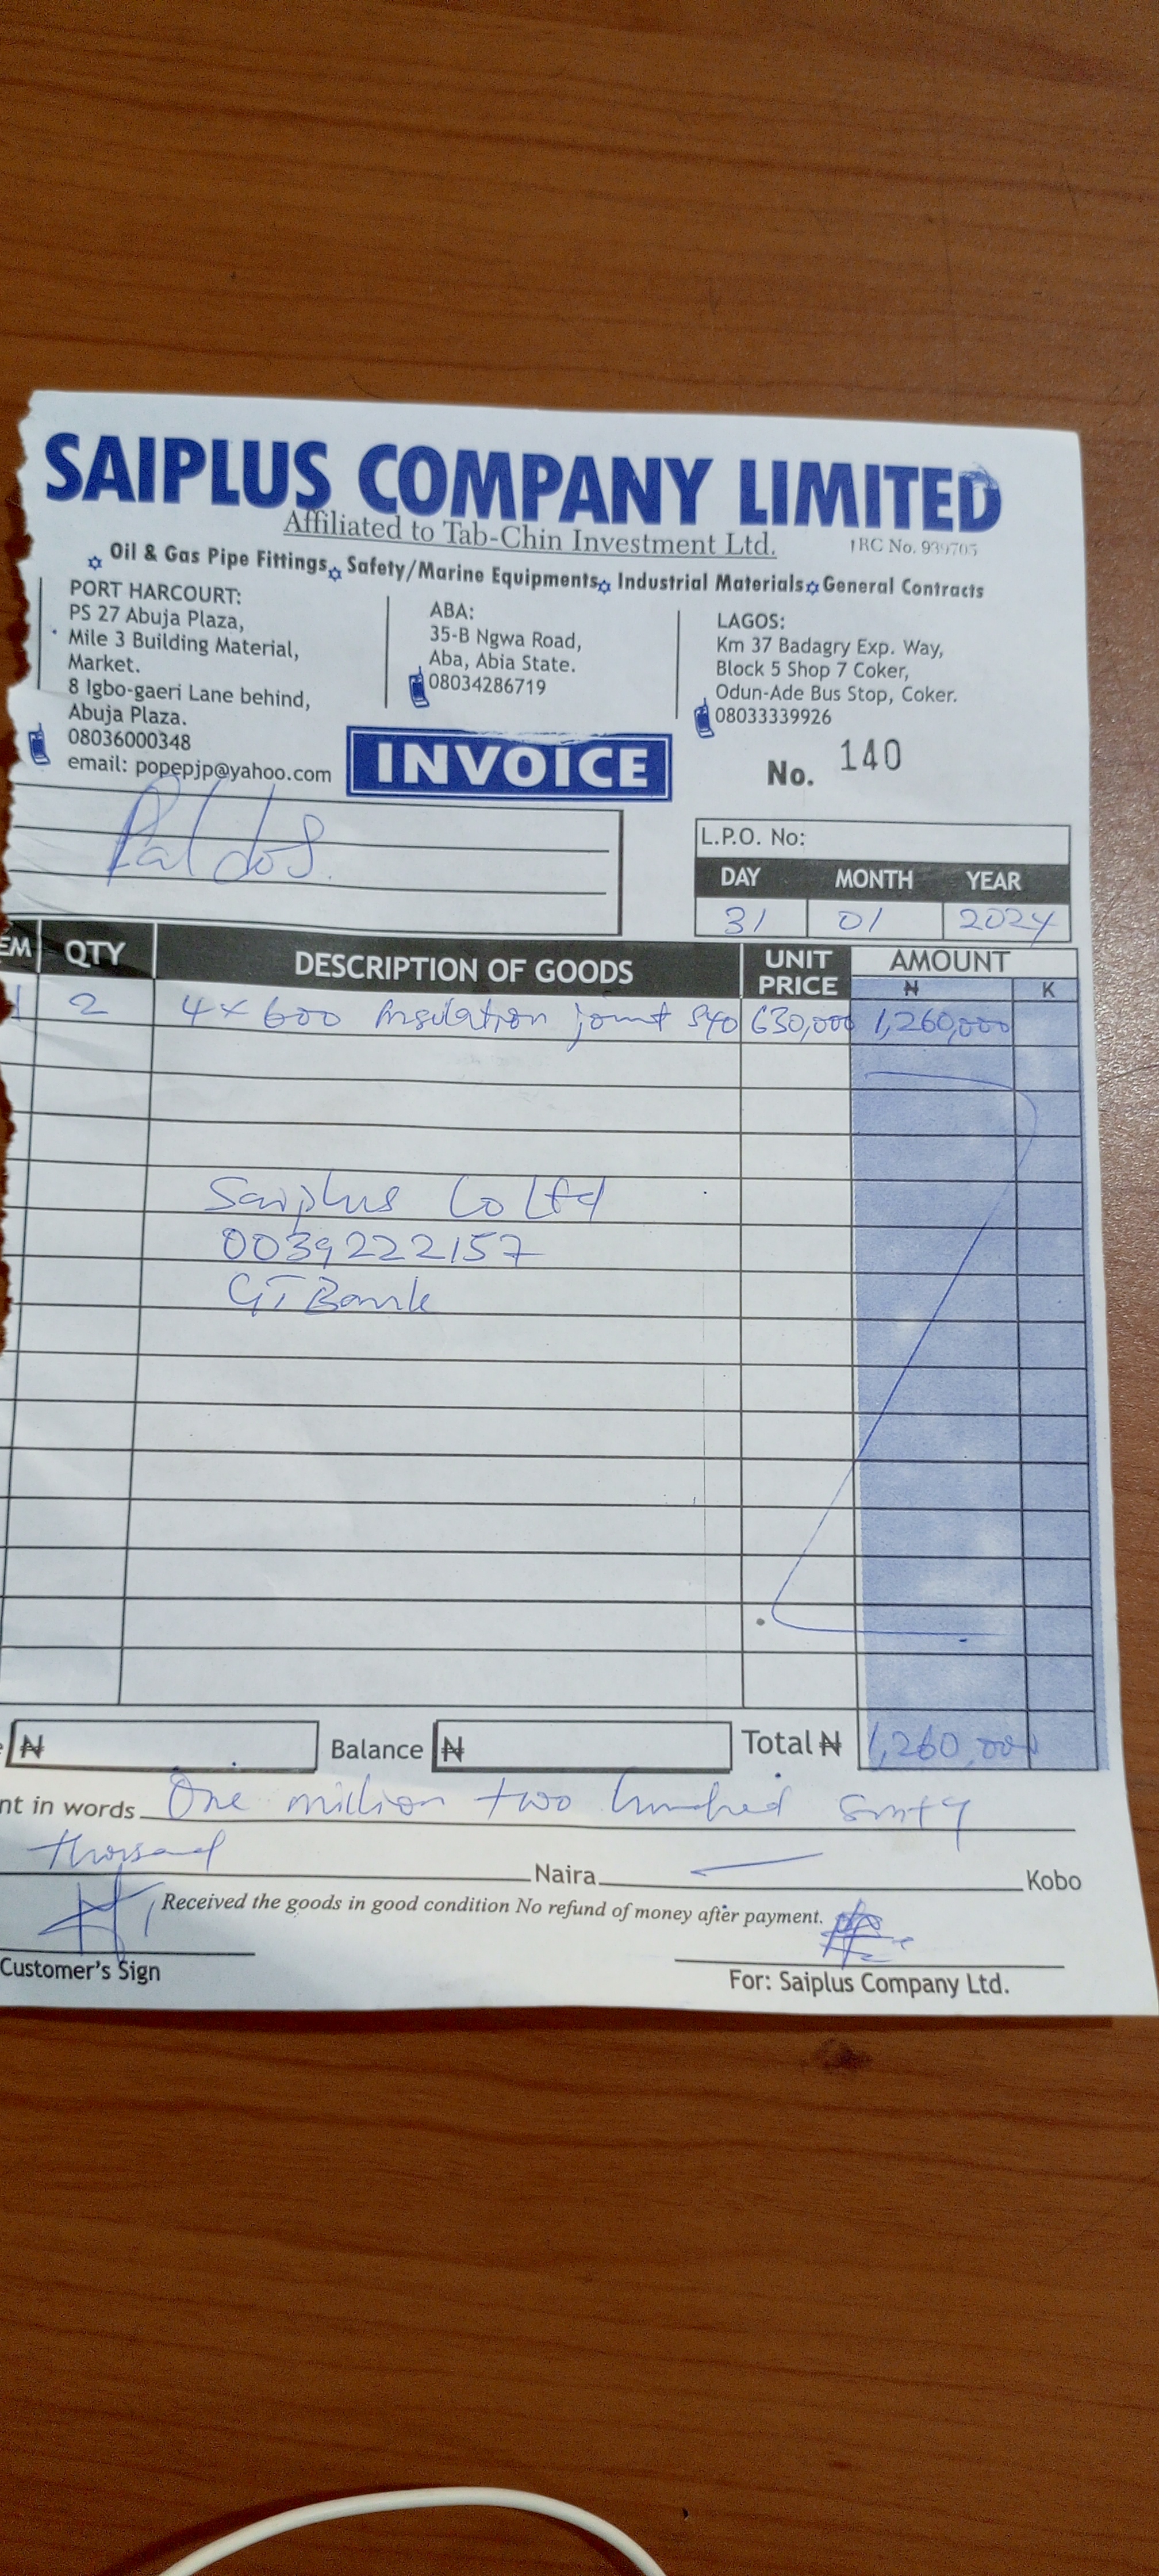 SAIPLUS COMPANY LIMITED
Affiliated to Tab-Chin Investment Ltd.
RC No. 939705
Oil & Gas Pipe Fittings ✡ Safety/Marine Equipments ✡ Industrial Materials ✡ General Contracts
PORT HARCOURT:
PS 27 Abuja Plaza,
Mile 3 Building Material,
Market.
8 Igbo-gaeri Lane behind,
Abuja Plaza.
08036000348
email: popepjp@yahoo.com
ABA:
35-B Ngwa Road,
Aba, Abia State.
08034286719
LAGOS:
Km 37 Badagry Exp. Way,
Block 5 Shop 7 Coker,
Odun-Ade Bus Stop, Coker.
08033339926
INVOICE
No. 140
L.P.O. No:
DAY MONTH YEAR
31 01 2024
EM QTY DESCRIPTION OF GOODS UNIT PRICE AMOUNT
₦ K
1 2 4 x 600 Insulation joint S40 630,000 1,260,000
Saiplus Co Ltd
0039222157
GTBank
₦ Balance ₦ Total ₦ 1,260,000
nt in words One million two hundred sixty
thousand Naira Kobo
Received the goods in good condition No refund of money after payment.
Customer's Sign
For: Saiplus Company Ltd.